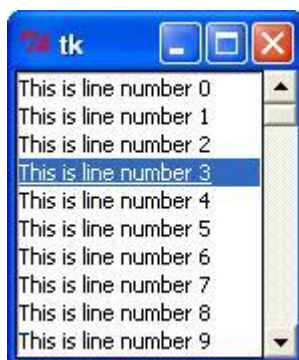 tk
This is line number 0
This is line number 1
This is line number 2
This is line number 3
This is line number 4
This is line number 5
This is line number 6
This is line number 7
This is line number 8
This is line number 9